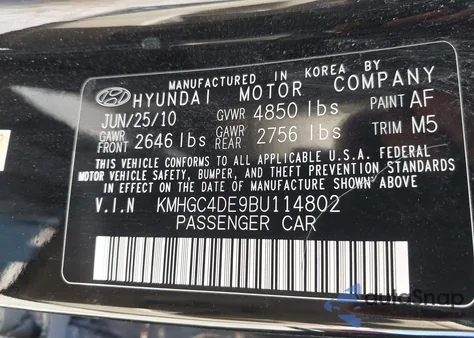 MANUFACTURED IN KOREA BY
HYUNDAI MOTOR COMPANY
JUN/25/10 GVWR 4850 lbs PAINT AF
GAWR FRONT 2646 lbs GAWR REAR 2756 lbs TRIM M5
THIS VEHICLE CONFORMS TO ALL APPLICABLE U.S.A. FEDERAL
MOTOR VEHICLE SAFETY, BUMPER, AND THEFT PREVENTION STANDARDS
IN EFFECT ON THE DATE OF MANUFACTURE SHOWN ABOVE
V.I.N KMHGC4DE9BU114802
PASSENGER CAR
autoSnap